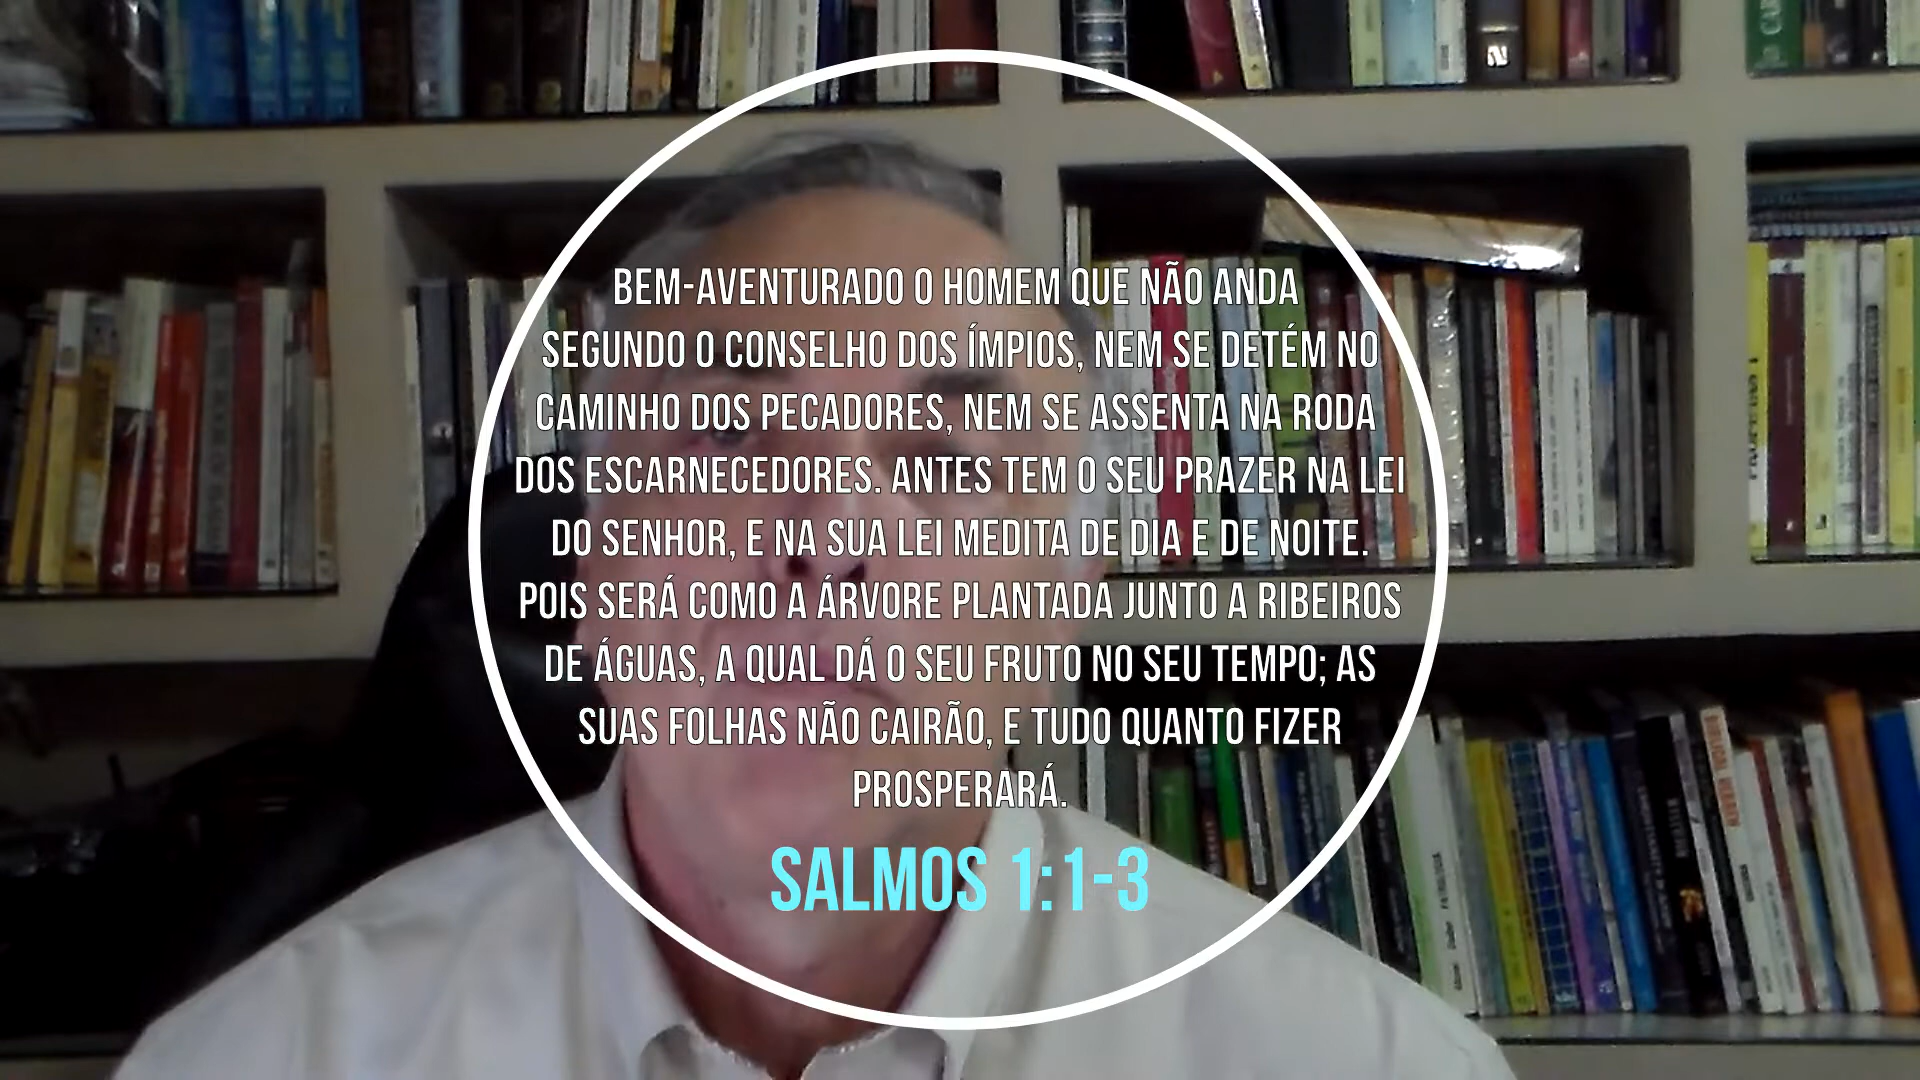 BEM-AVENTURADO O HOMEM QUE NÃO ANDA
SEGUNDO O CONSELHO DOS ÍMPIOS, NEM SE DETÉM NO
CAMINHO DOS PECADORES, NEM SE ASSENTA NA RODA
DOS ESCARNECEDORES. ANTES TEM O SEU PRAZER NA LEI
DO SENHOR, E NA SUA LEI MEDITA DE DIA E DE NOITE.
POIS SERÁ COMO A ÁRVORE PLANTADA JUNTO A RIBEIROS
DE ÁGUAS, A QUAL DÁ O SEU FRUTO NO SEU TEMPO; AS
SUAS FOLHAS NÃO CAIRÃO, E TUDO QUANTO FIZER
PROSPERARÁ.
SALMOS 1:1-3